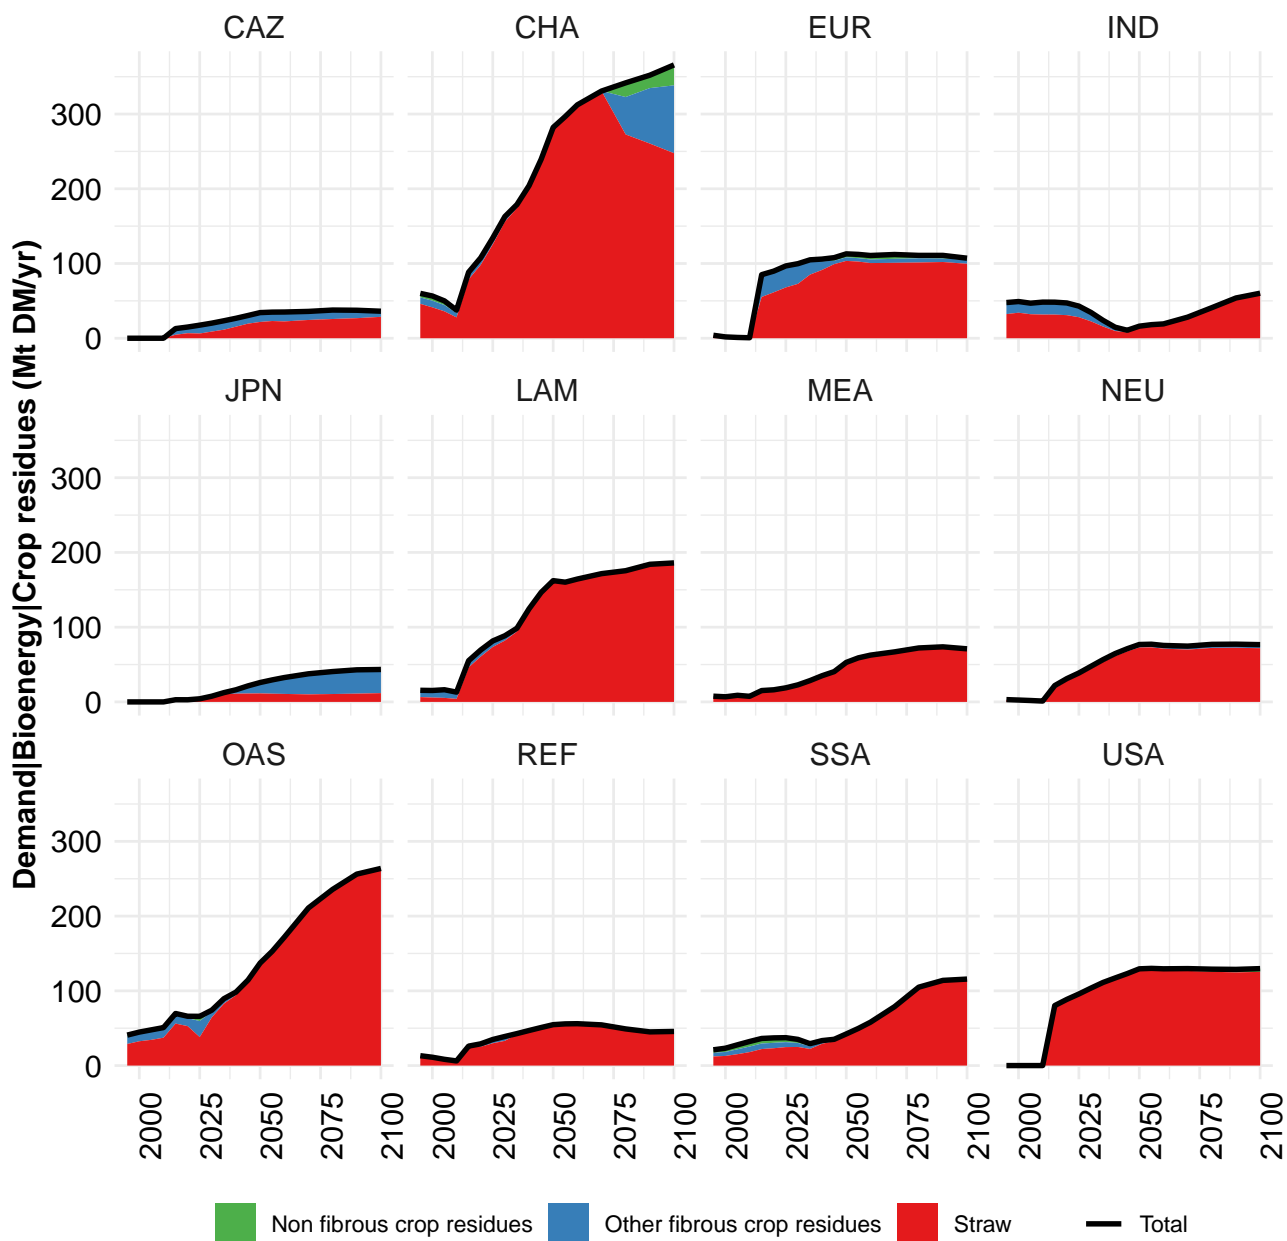 CAZ CHA EUR IND
300
200
100
0
JPN LAM MEA NEU
300
200
100
0
OAS REF SSA USA
300
200
100
0
Demand|Bioenergy|Crop residues (Mt DM/yr)
2000 2025 2050 2075 2100 2000 2025 2050 2075 2100 2000 2025 2050 2075 2100 2000 2025 2050 2075 2100
Non fibrous crop residues Other fibrous crop residues Straw Total